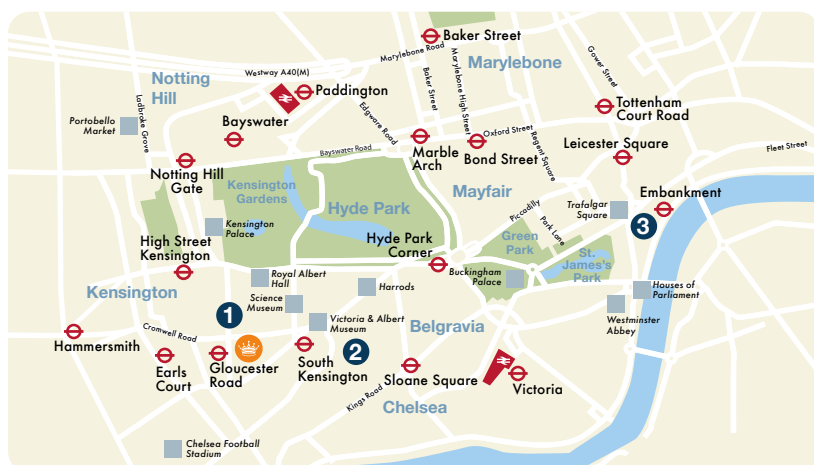 Baker Street
Marylebone Road
Marylebone
Gower Street
Westway A40(M)
Notting
Hill
Paddington
Baker Street
Marylebone High Street
Portobello
Market
Ladbroke Grove
Bayswater
Edgware Road
Tottenham
Court Road
Oxford Street
Regent Square
Leicester Square
Fleet Street
Bayswater Road
Marble
Arch
Bond Street
Notting Hill
Gate
Kensington
Gardens
Mayfair
Embankment
Hyde Park
Piccadilly
Trafalgar
Square
3
Kensington
Palace
Park Lane
High Street
Kensington
Hyde Park
Corner
Green
Park
St.
James's
Park
Royal Albert
Hall
Buckingham
Palace
Harrods
Houses of
Parliament
Kensington
Science
Museum
Westminster
Abbey
1
Victoria & Albert
Museum
Belgravia
Cromwell Road
Hammersmith
2
Earls
Court
Gloucester
Road
South
Kensington
Sloane Square
Victoria
Kings Road
Chelsea
Chelsea Football
Stadium